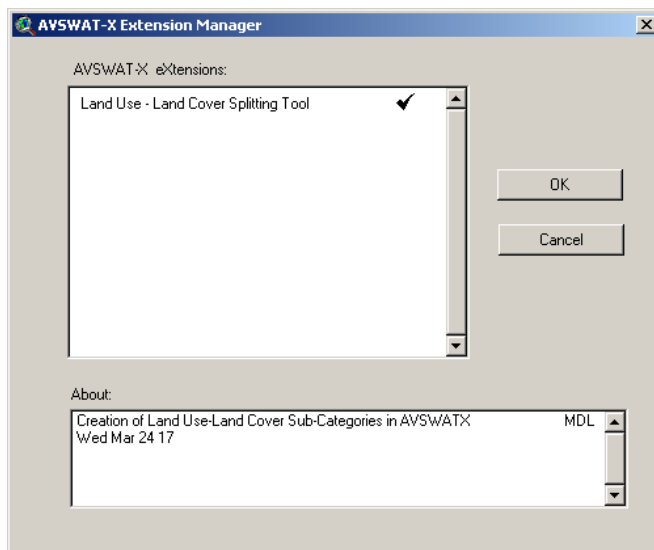 AVSWAT-X Extension Manager
AVSWAT-X eXtensions:
Land Use - Land Cover Splitting Tool
OK
Cancel
About:
Creation of Land Use-Land Cover Sub-Categories in AVSWATX MDL
Wed Mar 24 17